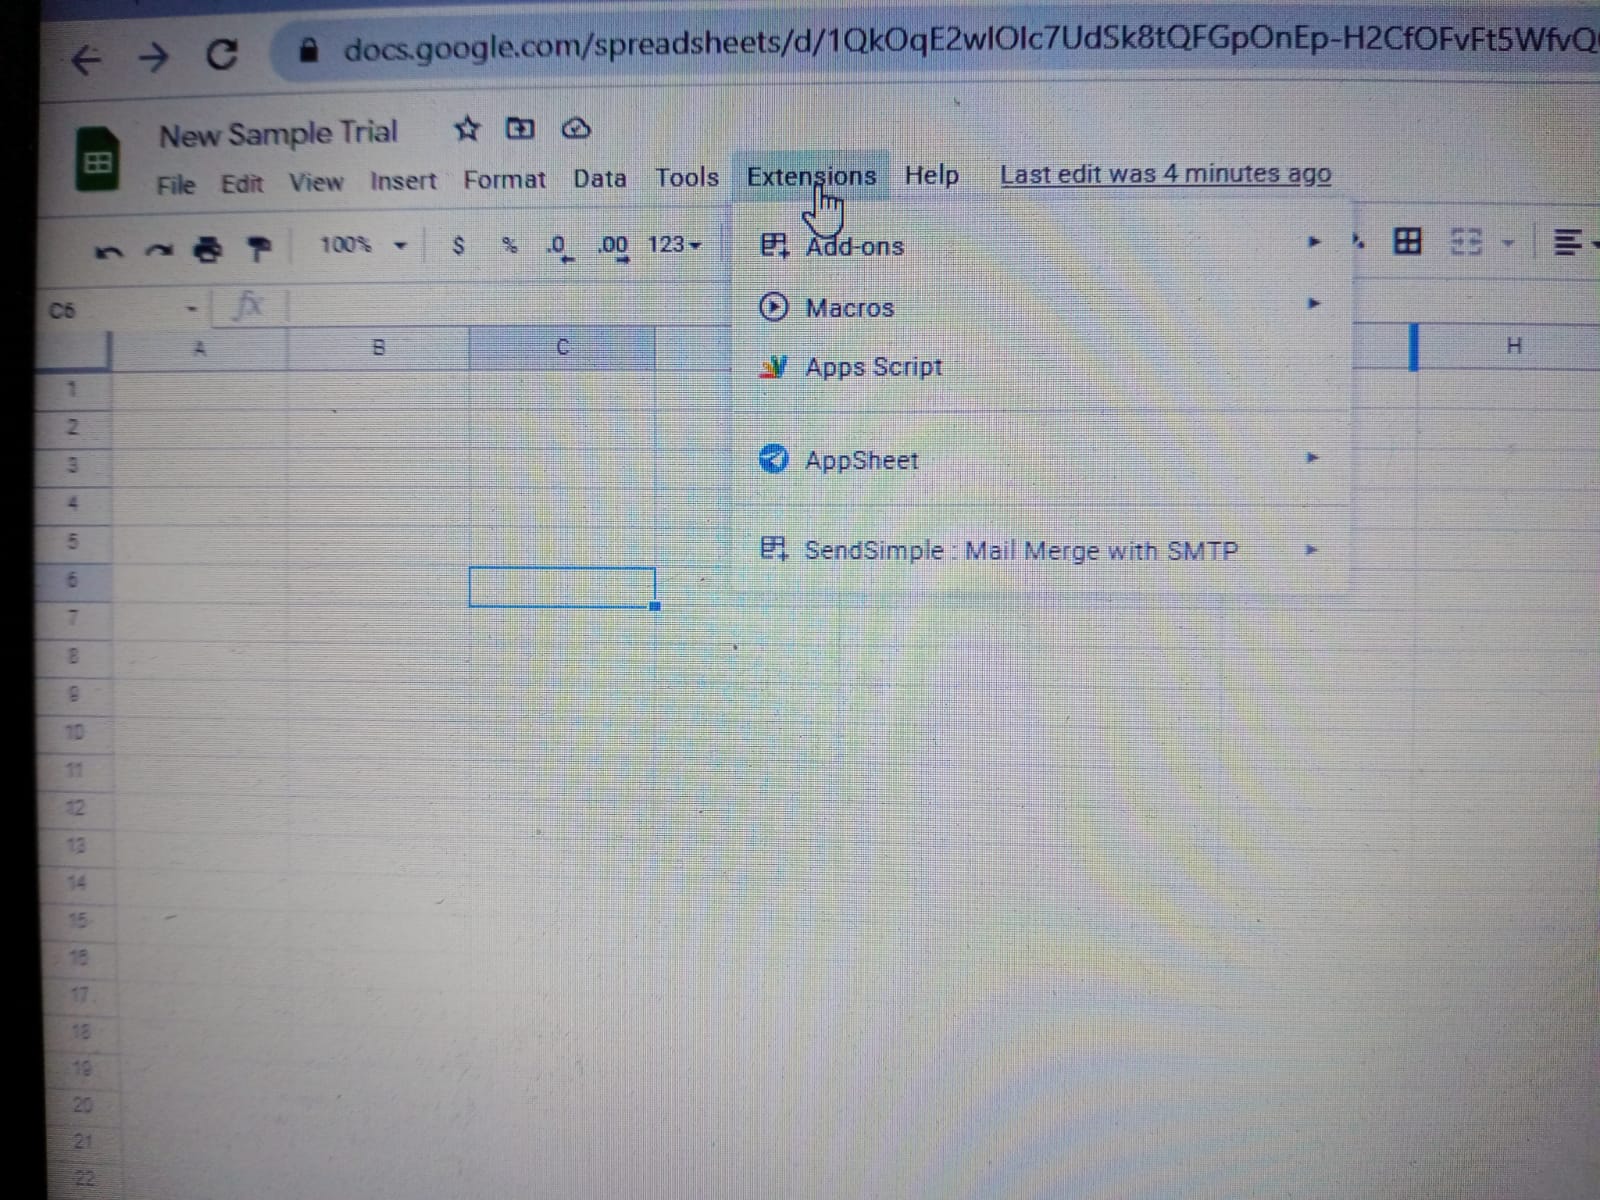 docs.google.com/spreadsheets/d/1QkOqE2wlOIc7UdSk8tQFGpOnEp-H2CfOFvFt5WfvQ
New Sample Trial
File Edit View Insert Format Data Tools Extensions Help Last edit was 4 minutes ago
100% $ % .0 .00 123
Add-ons
C6 fx
Macros
A B C H
Apps Script
AppSheet
SendSimple : Mail Merge with SMTP
1
2
3
4
5
6
7
8
9
10
11
12
13
14
15
16
17
18
19
20
21
22